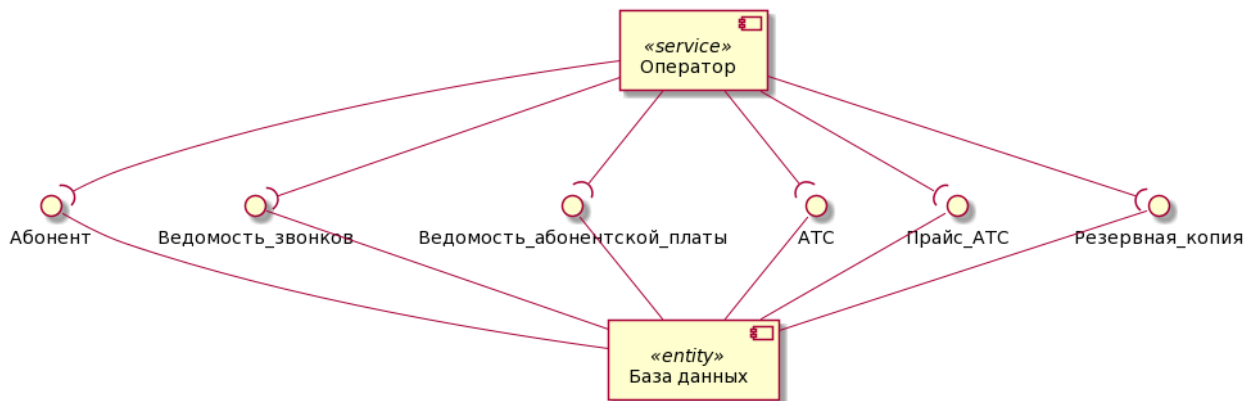 «service»
Оператор
Абонент
Ведомость_звонков
Ведомость_абонентской_платы
АТС
Прайс_АТС
Резервная_копия
«entity»
База данных